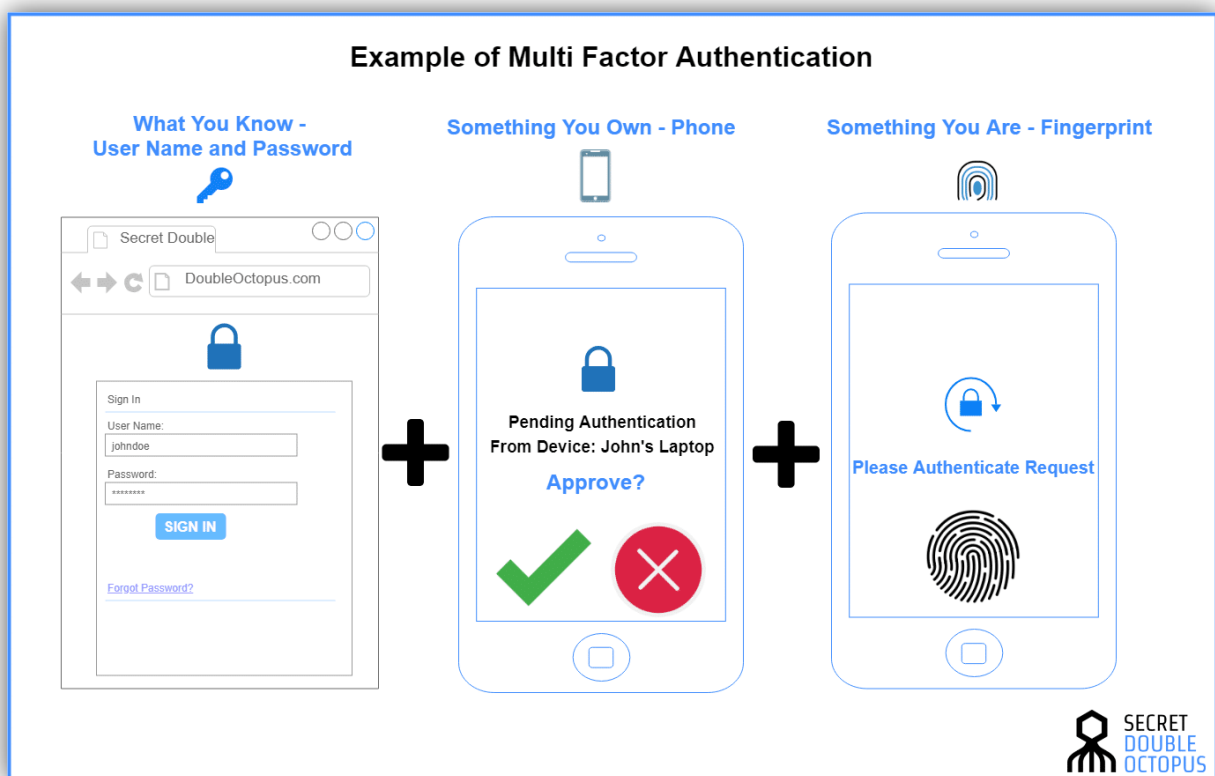 Example of Multi Factor Authentication
What You Know -
User Name and Password
Secret Double
DoubleOctopus.com
Sign In
User Name:
johndoe
Password:
********
SIGN IN
Forgot Password?
Something You Own - Phone
Pending Authentication
From Device: John's Laptop
Approve?
Something You Are - Fingerprint
Please Authenticate Request
SECRET
DOUBLE
OCTOPUS